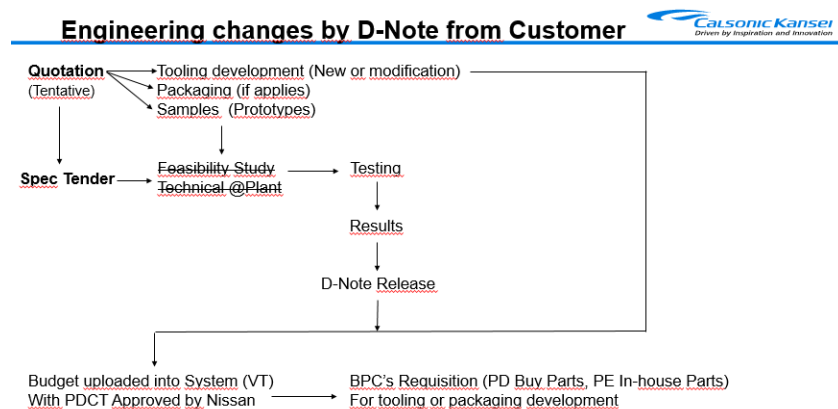 Engineering changes by D-Note from Customer
CalsonicKansei
Driven by Inspiration and Innovation
Quotation
(Tentative)
Tooling development (New or modification)
Packaging (if applies)
Samples (Prototypes)
Spec Tender
Feasibility Study
Technical @Plant
Testing
Results
D-Note Release
Budget uploaded into System (VT)
With PDCT Approved by Nissan
BPC's Requisition (PD Buy Parts, PE In-house Parts)
For tooling or packaging development